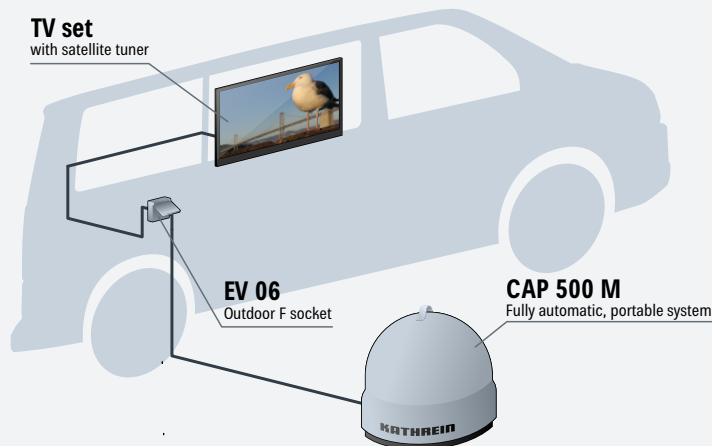 TV set
with satellite tuner
EV 06
Outdoor F socket
CAP 500 M
Fully automatic, portable system
KATHREIN